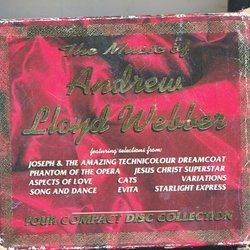 The Music of
Andrew
Lloyd Webber
featuring selections from:
JOSEPH & THE AMAZING TECHNICOLOUR DREAMCOAT
PHANTOM OF THE OPERA JESUS CHRIST SUPERSTAR
ASPECTS OF LOVE CATS VARIATIONS
SONG AND DANCE EVITA STARLIGHT EXPRESS
FOUR COMPACT DISC COLLECTION